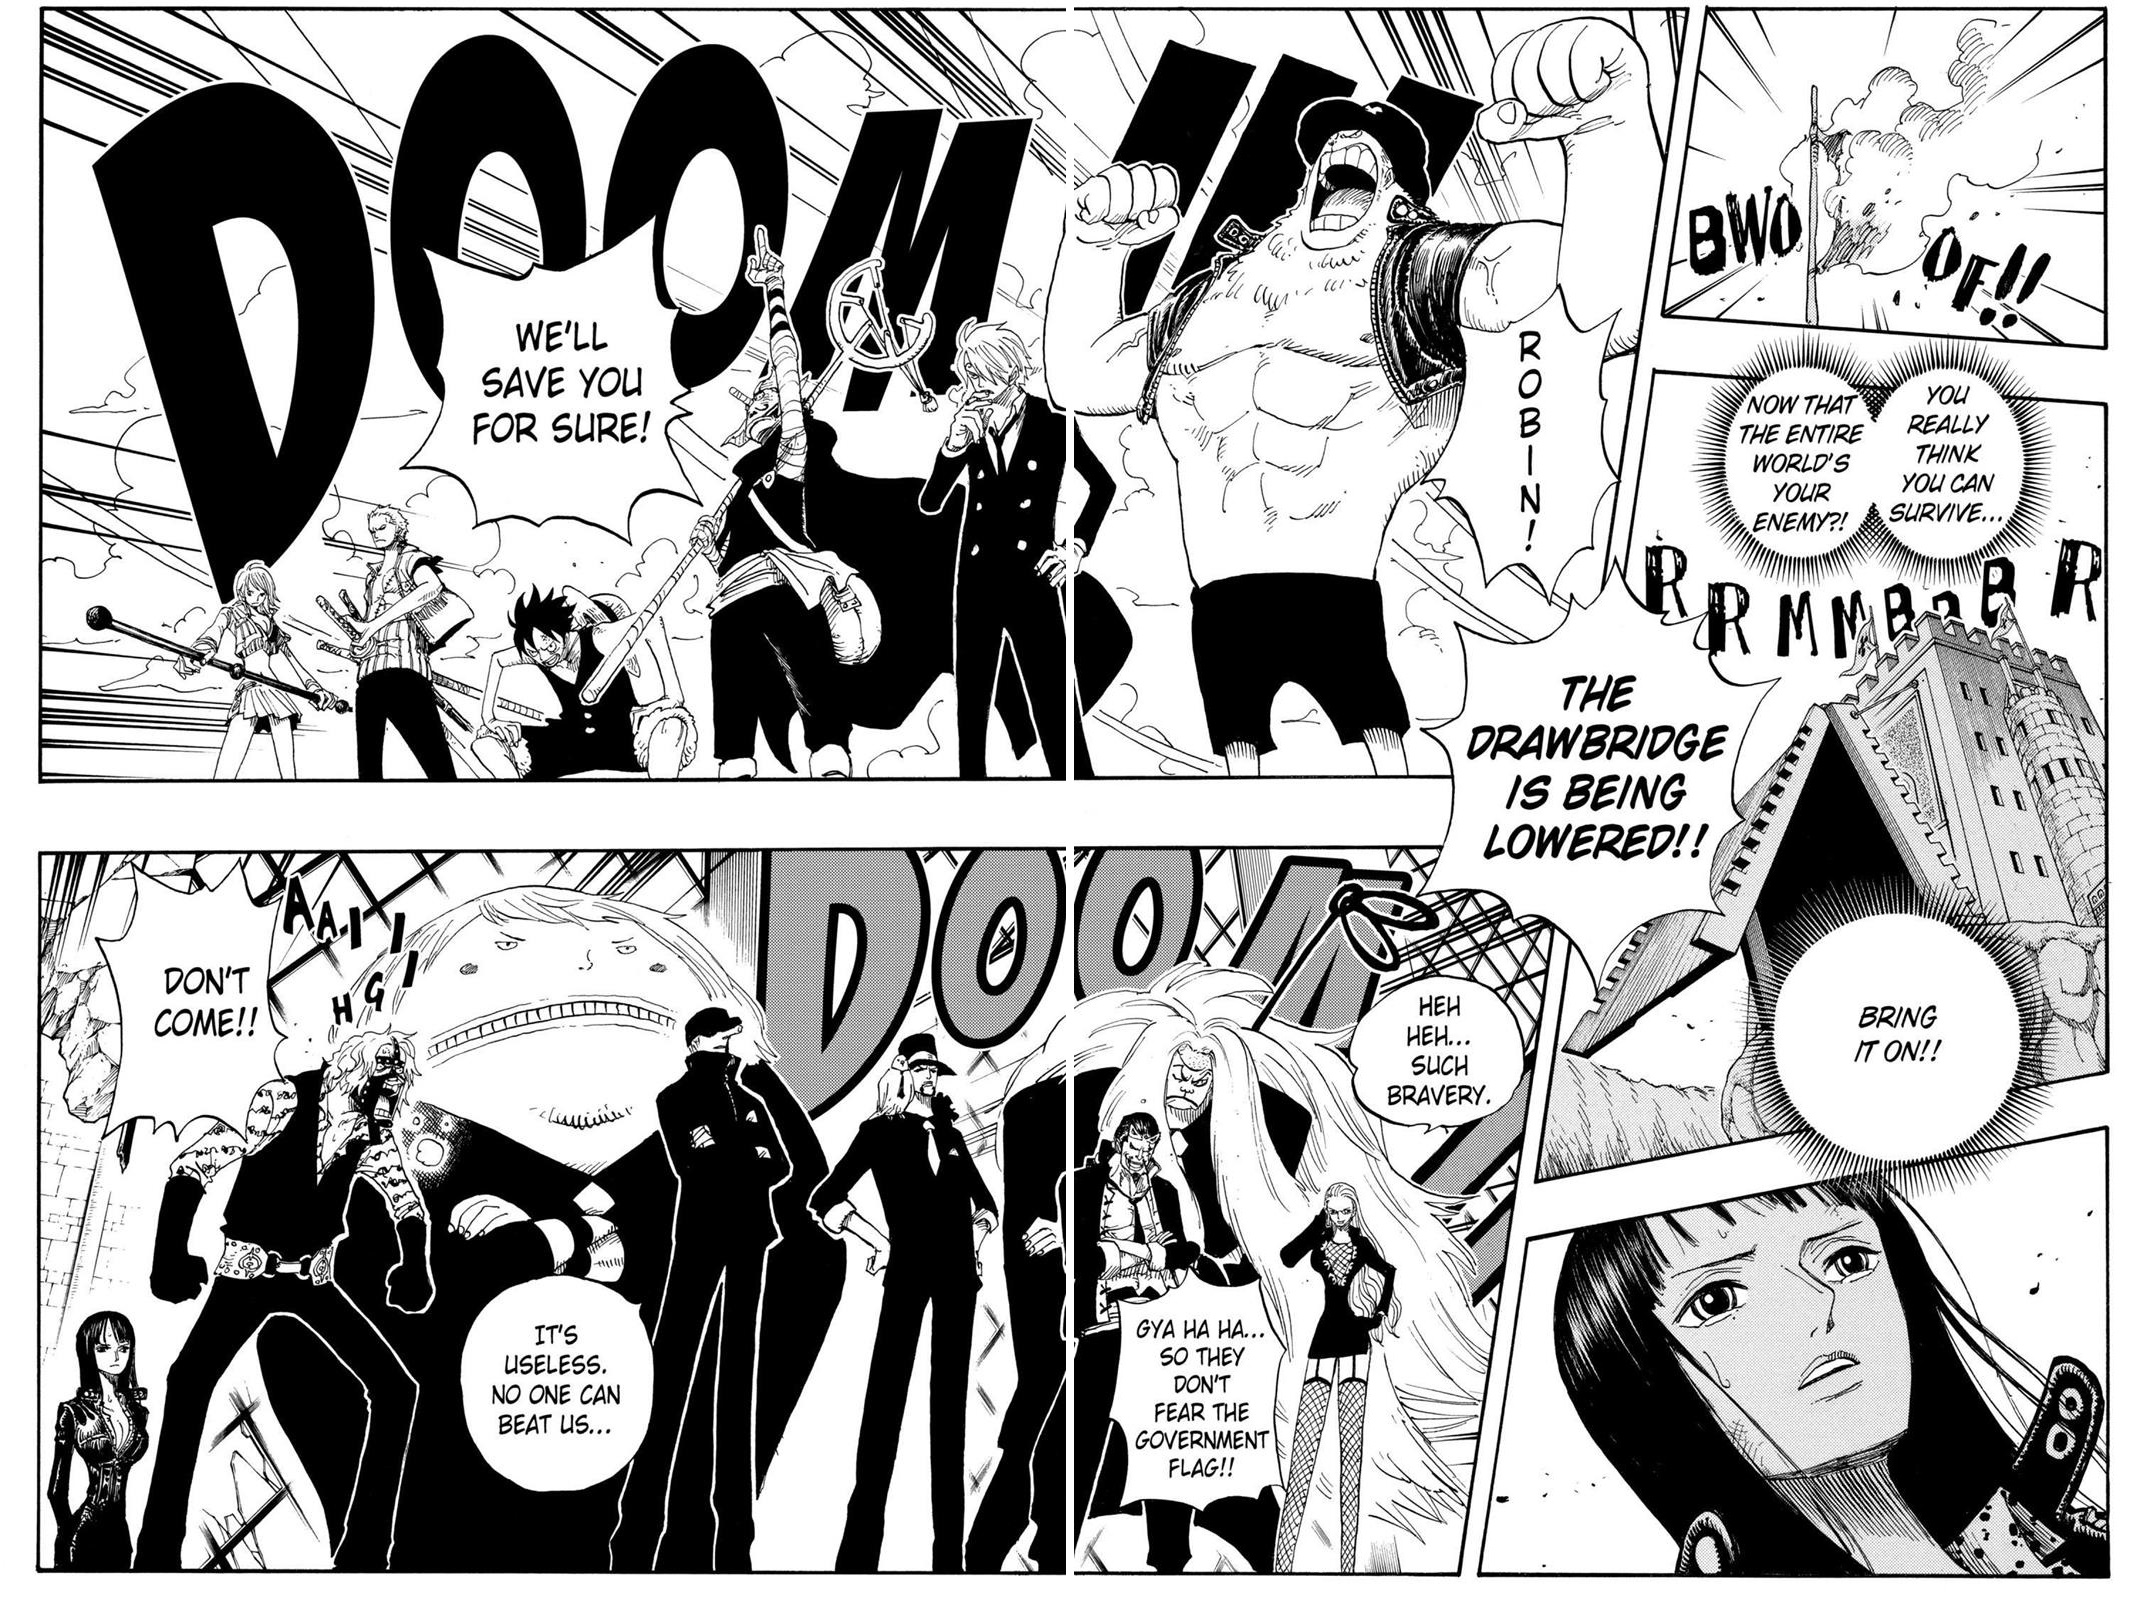 BWO
OF!!
YOU
REALLY
THINK
YOU CAN
SURVIVE...
NOW THAT
THE ENTIRE
WORLD'S
YOUR
ENEMY?!
RRMMBBBR
THE
DRAWBRIDGE
IS BEING
LOWERED!!
BRING
IT ON!!
ROBIN!
WE'LL
SAVE YOU
FOR SURE!
DOOM
HEH
HEH...
SUCH
BRAVERY.
GYA HA HA...
SO THEY
DON'T
FEAR THE
GOVERNMENT
FLAG!!
DOOM
IT'S
USELESS.
NO ONE CAN
BEAT US...
AAIIIGH
DON'T
COME!!